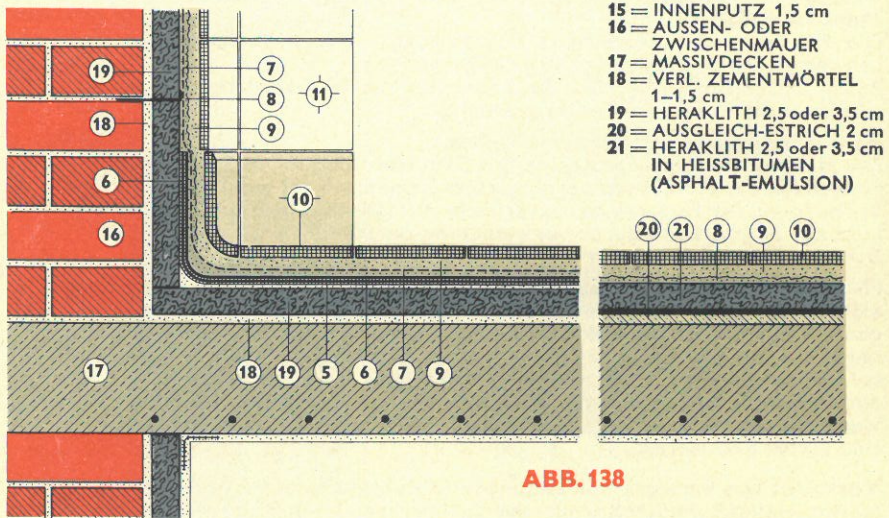 15 = INNENPUTZ 1,5 cm
16 = AUSSEN- ODER
ZWISCHENMAUER
17 = MASSIVDECKEN
18 = VERL. ZEMENTMÖRTEL
1–1,5 cm
19 = HERAKLITH 2,5 oder 3,5 cm
20 = AUSGLEICH-ESTRICH 2 cm
21 = HERAKLITH 2,5 oder 3,5 cm
IN HEISSBITUMEN
(ASPHALT-EMULSION)
19 7
8 11
18 9
6
10
16
20 21 8 9 10
17 18 19 5 6 7 9
ABB. 138